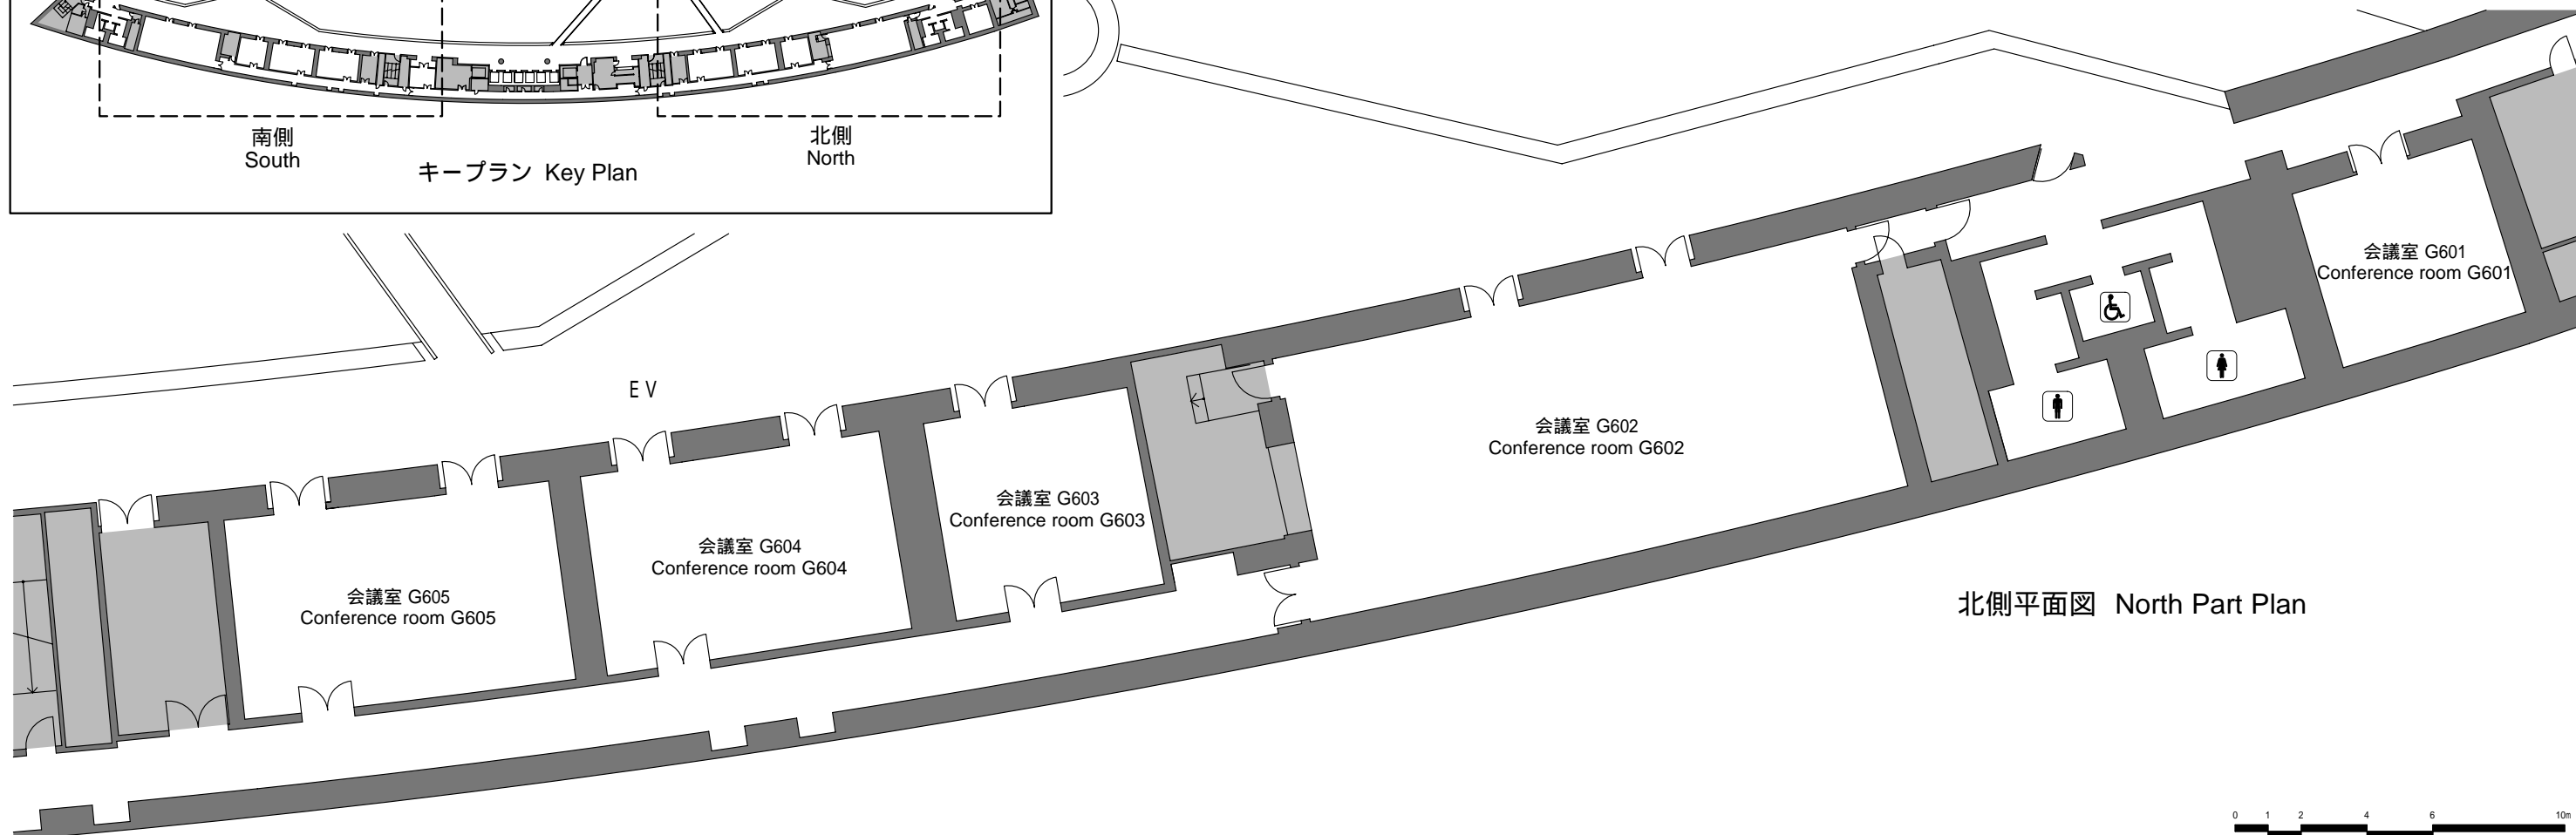 南側
South
北側
North
キープラン Key Plan
EV
会議室 G601
Conference room G601
会議室 G602
Conference room G602
会議室 G603
Conference room G603
会議室 G604
Conference room G604
会議室 G605
Conference room G605
北側平面図 North Part Plan
0 1 2 4 6 10m